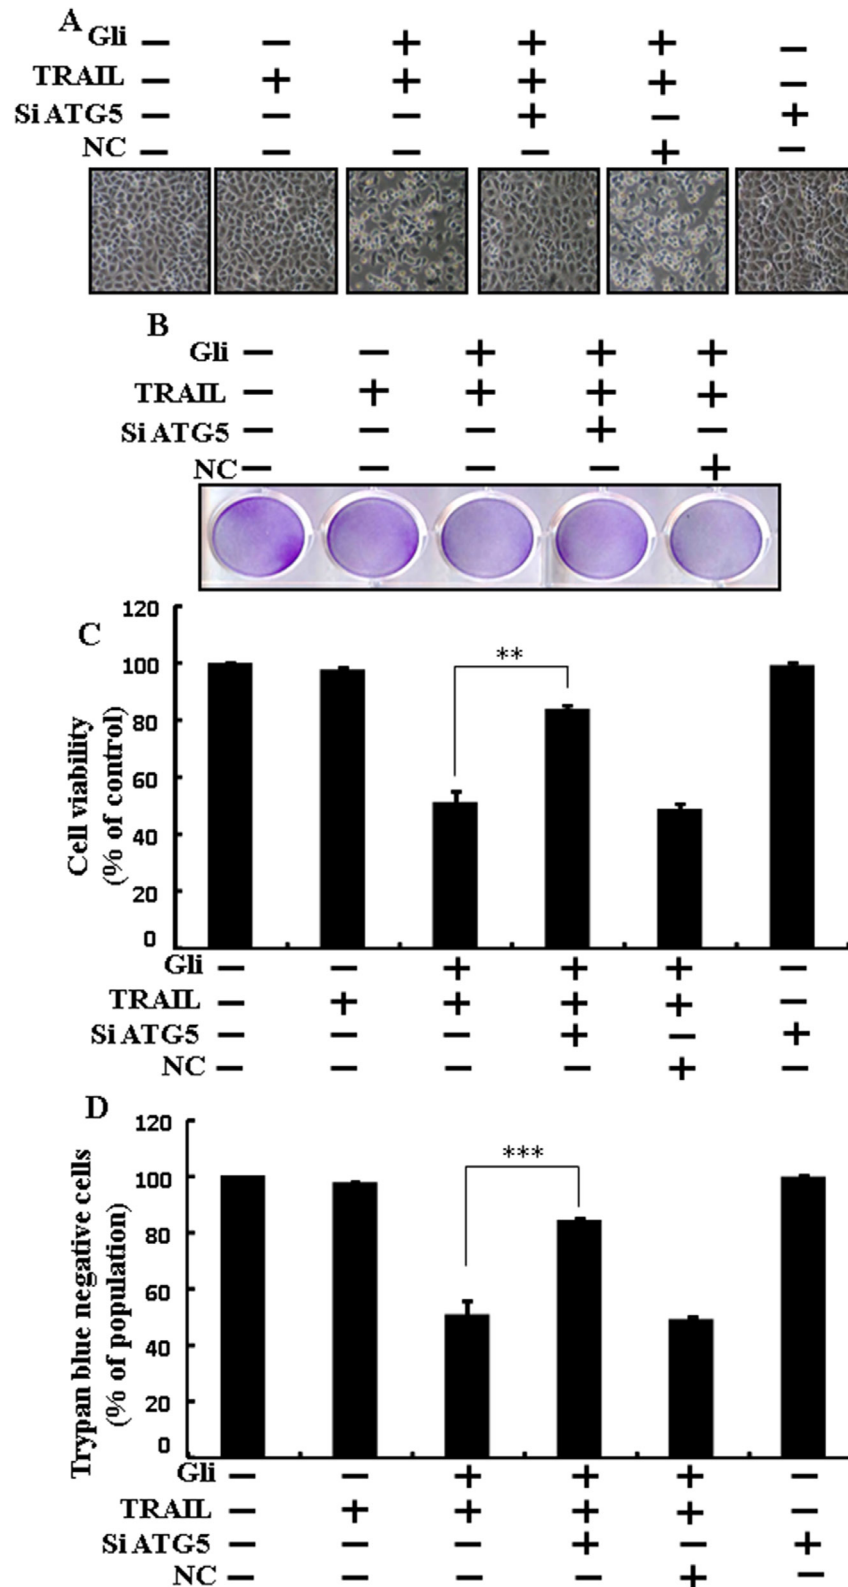 A
Gli − − + + + −
TRAIL − + + + + −
Si ATG5 − − − + − +
NC − − − − + −
B
Gli − − + + +
TRAIL − + + + +
Si ATG5 − − − + −
NC − − − − +
C
Cell viability
(% of control)
120
100
80
60
40
20
0
**
Gli − − + + + −
TRAIL − + + + + −
Si ATG5 − − − + − +
NC − − − − + −
D
Trypan blue negative cells
(% of population)
120
100
80
60
40
20
0
***
Gli − − + + + −
TRAIL − + + + + −
Si ATG5 − − − + − +
NC − − − − + −